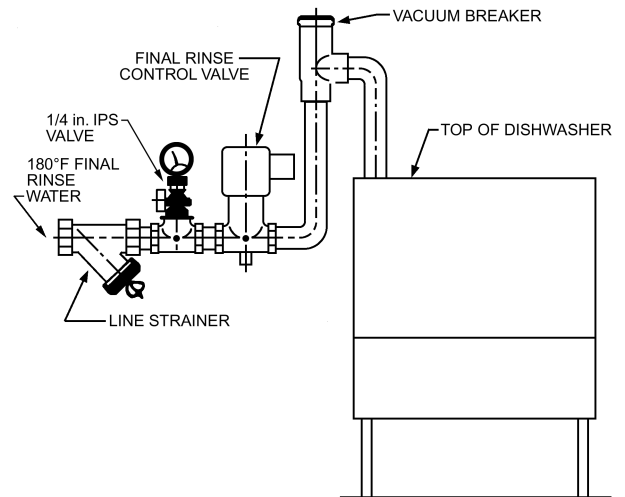 VACUUM BREAKER
FINAL RINSE
CONTROL VALVE
1/4 in. IPS
VALVE
TOP OF DISHWASHER
180°F FINAL
RINSE
WATER
LINE STRAINER